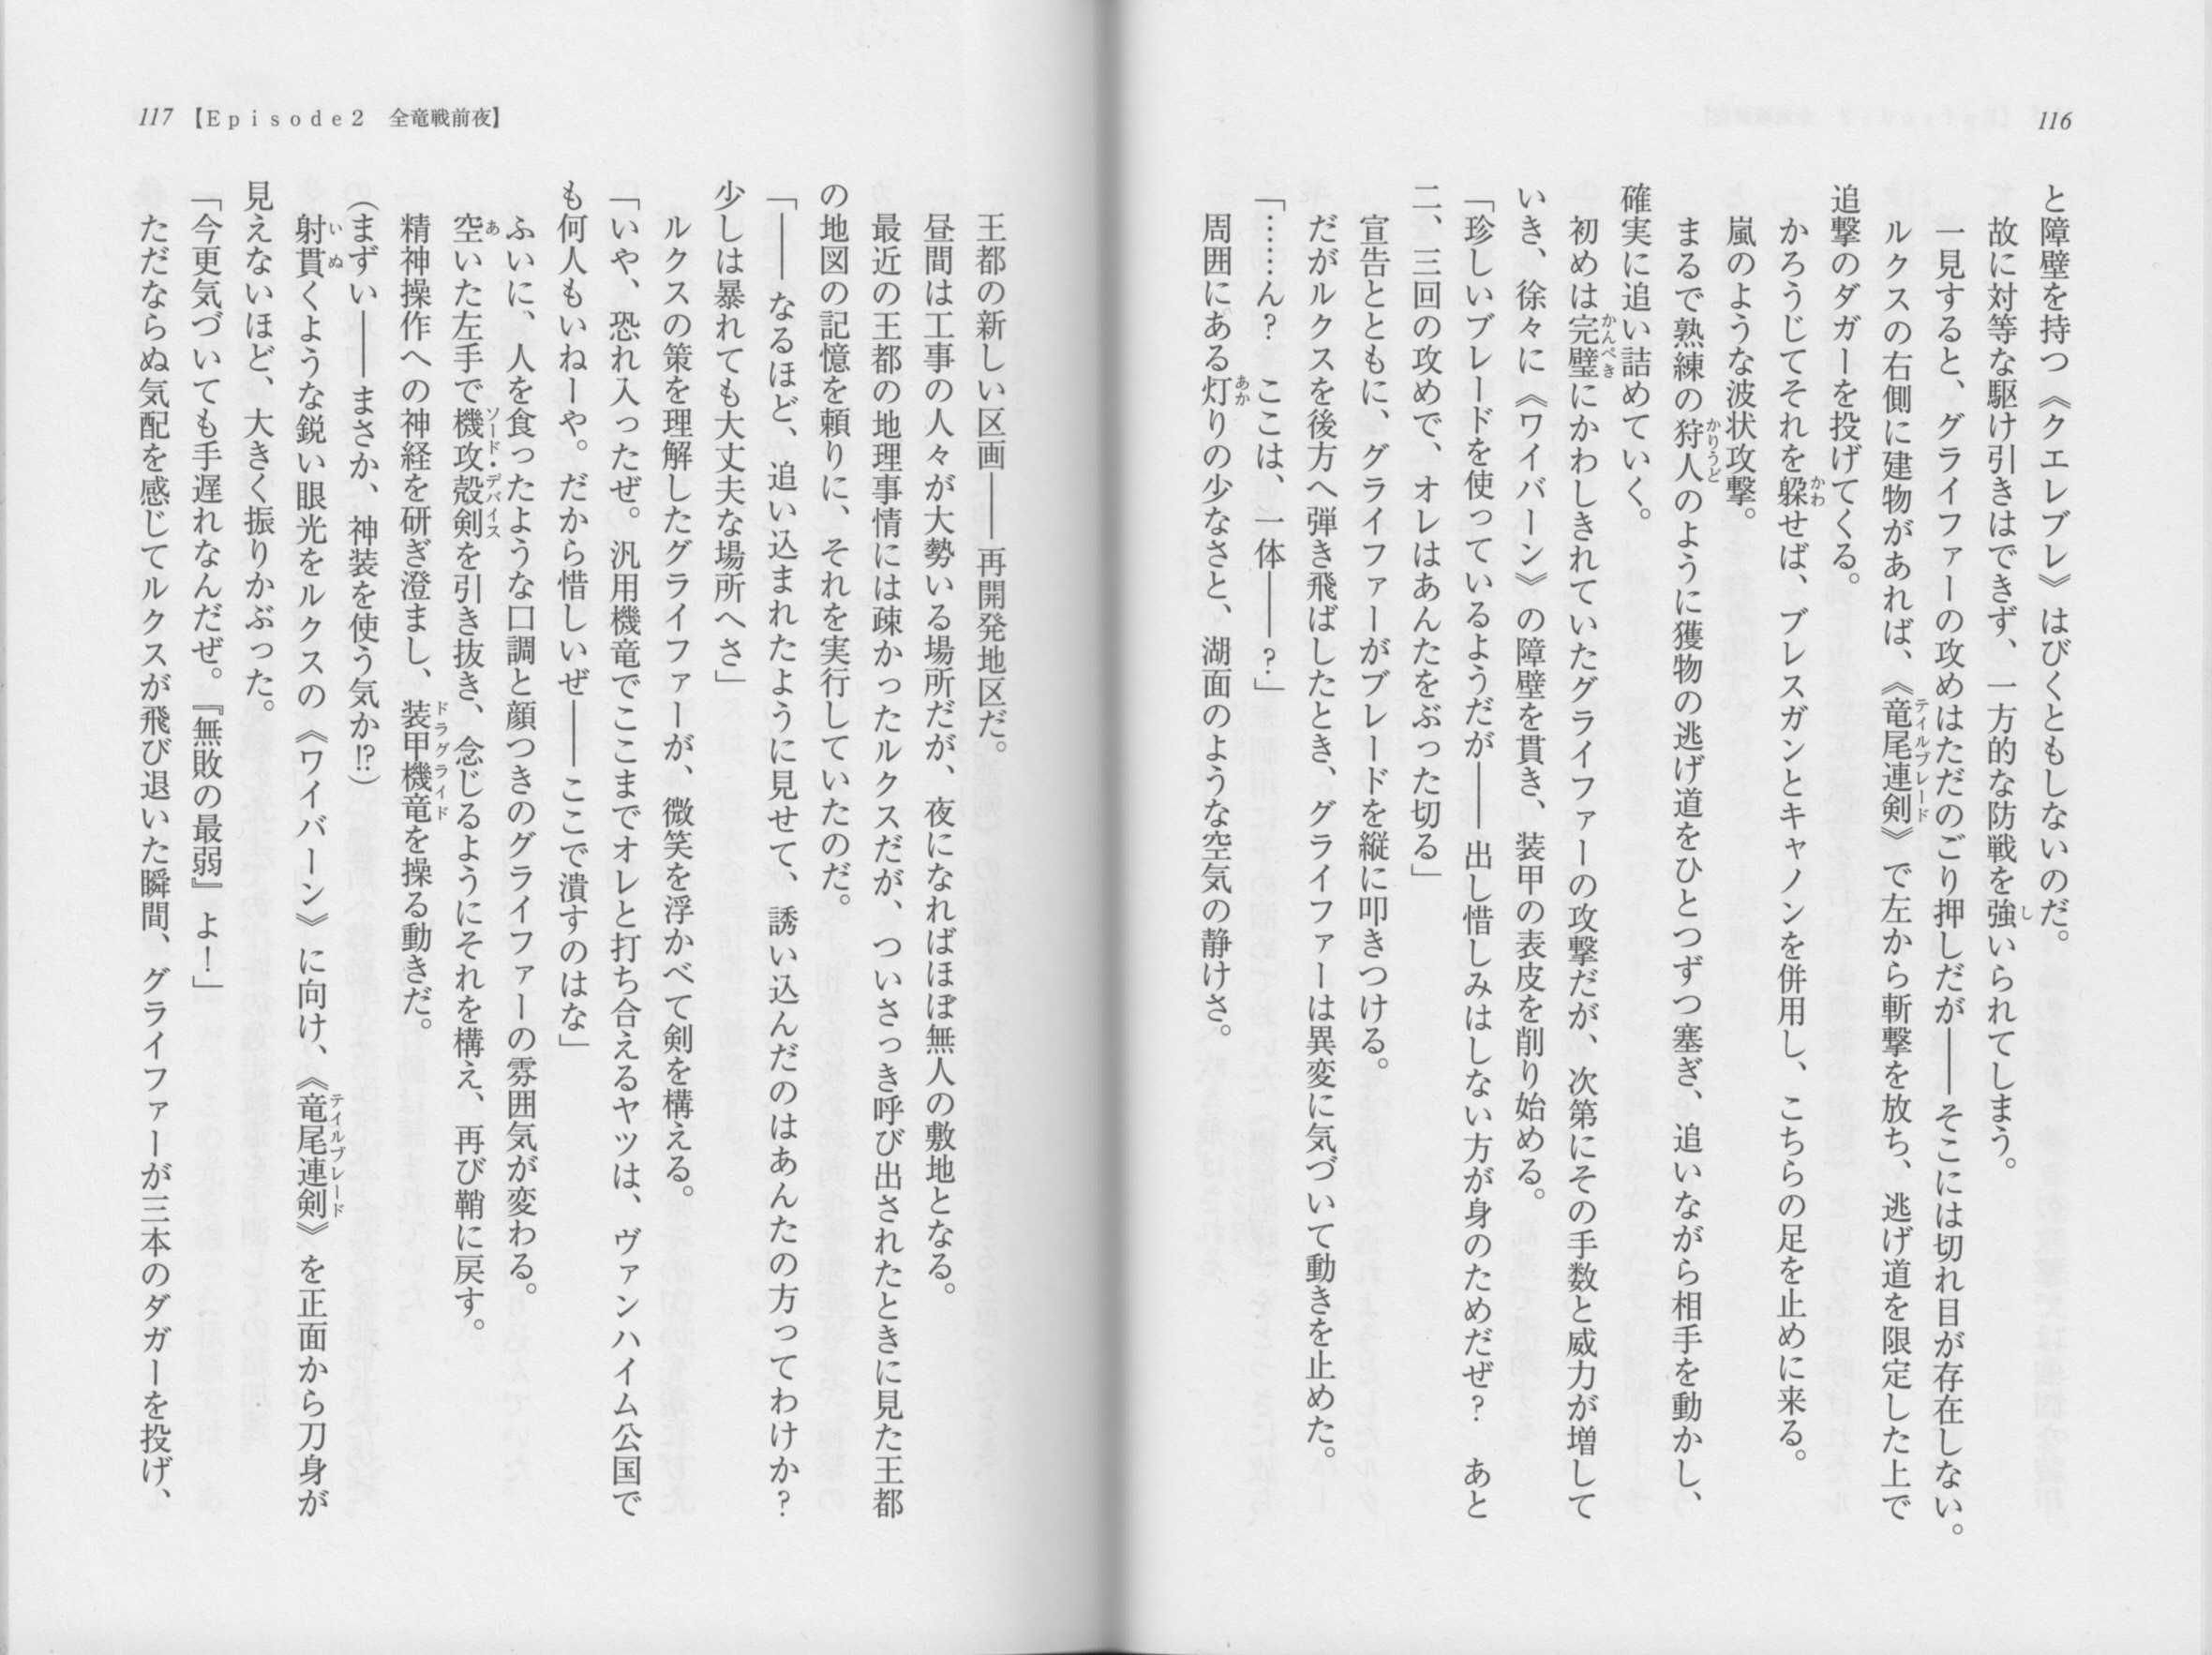 116
と障壁を持つ《クエレブレ》はびくともしないのだ。
故に対等な駆け引きはできず、一方的な防戦を強いられてしまう。
一見すると、グライファーの攻めはただのごり押しだが――そこには切れ目が存在しない。
ルクスの右側に建物があれば、《竜尾連剣》で左から斬撃を放ち、逃げ道を限定した上で
追撃のダガーを投げてくる。
かろうじてそれを躱せば、ブレスガンとキャノンを併用し、こちらの足を止めに来る。
嵐のような波状攻撃。
まるで熟練の狩人のように獲物の逃げ道をひとつずつ塞ぎ、追いながら相手を動かし、
確実に追い詰めていく。
初めは完璧にかわしきれていたグライファーの攻撃だが、次第にその手数と威力が増して
いき、徐々に《ワイバーン》の障壁を貫き、装甲の表皮を削り始める。
「珍しいブレードを使っているようだが――出し惜しみはしない方が身のためだぜ？　あと
二、三回の攻めで、オレはあんたをぶった切る」
宣告とともに、グライファーがブレードを縦に叩きつける。
だがルクスを後方へ弾き飛ばしたとき、グライファーは異変に気づいて動きを止めた。
「……ん？　ここは、一体――？」
周囲にある灯りの少なさと、湖面のような空気の静けさ。
117 【Episode2　全竜戦前夜】
王都の新しい区画――再開発地区だ。
昼間は工事の人々が大勢いる場所だが、夜になればほぼ無人の敷地となる。
最近の王都の地理事情には疎かったルクスだが、ついさっき呼び出されたときに見た王都
の地図の記憶を頼りに、それを実行していたのだ。
「――なるほど、追い込まれたように見せて、誘い込んだのはあんたの方ってわけか？
少しは暴れても大丈夫な場所へさ」
ルクスの策を理解したグライファーが、微笑を浮かべて剣を構える。
「いや、恐れ入ったぜ。汎用機竜でここまでオレと打ち合えるヤツは、ヴァンハイム公国で
も何人もいねーや。だから惜しいぜ――ここで潰すのはな」
ふいに、人を食ったような口調と顔つきのグライファーの雰囲気が変わる。
空いた左手で機攻殻剣を引き抜き、念じるようにそれを構え、再び鞘に戻す。
精神操作への神経を研ぎ澄まし、装甲機竜を操る動きだ。
（まずい――まさか、神装を使う気か⁉）
射貫くような鋭い眼光をルクスの《ワイバーン》に向け、《竜尾連剣》を正面から刀身が
見えないほど、大きく振りかぶった。
「今更気づいても手遅れなんだぜ。『無敗の最弱』よ！」
ただならぬ気配を感じてルクスが飛び退いた瞬間、グライファーが三本のダガーを投げ、